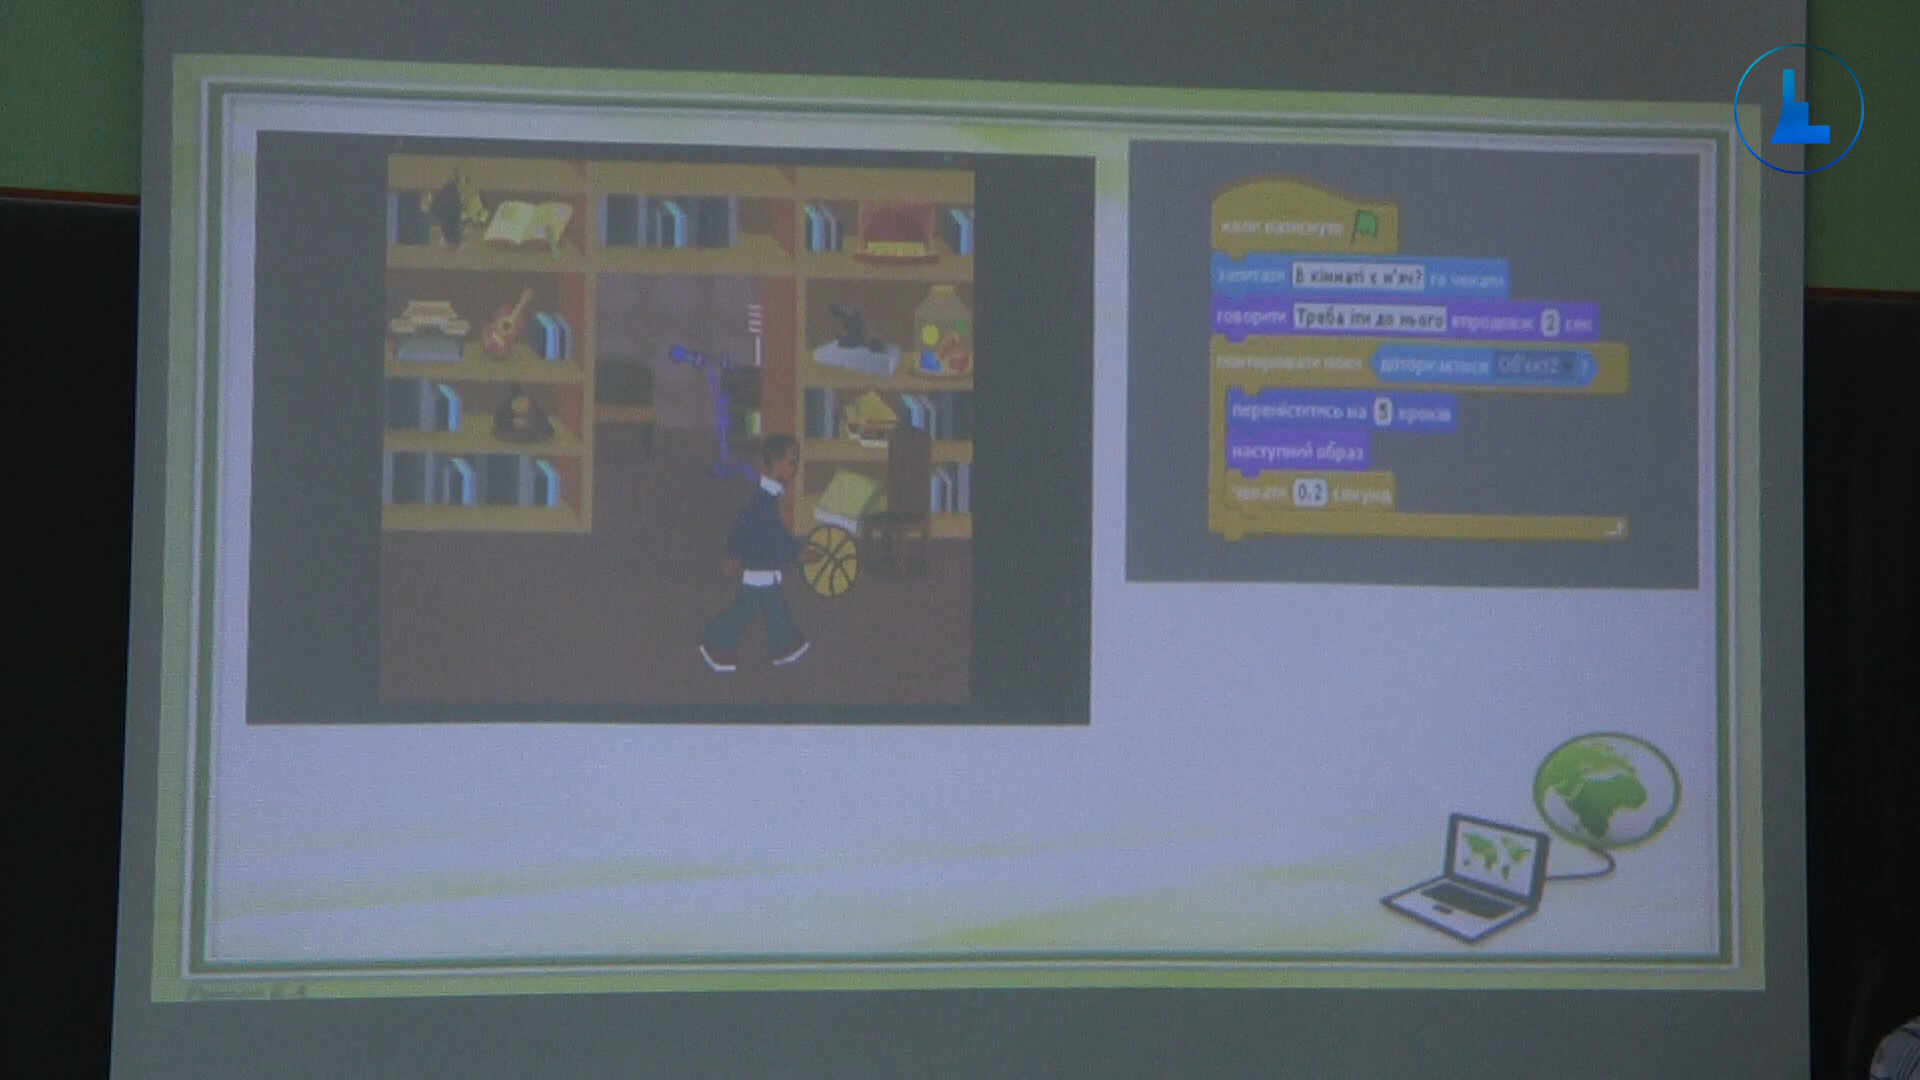 коли натиснуто
запитати В кімнаті є м'яч? та чекати
говорити Треба іти до нього впродовж 2 сек
повторювати поки доторкається Об'єкт2 ?
переміститись на 5 кроків
наступний образ
чекати 0.2 секунд